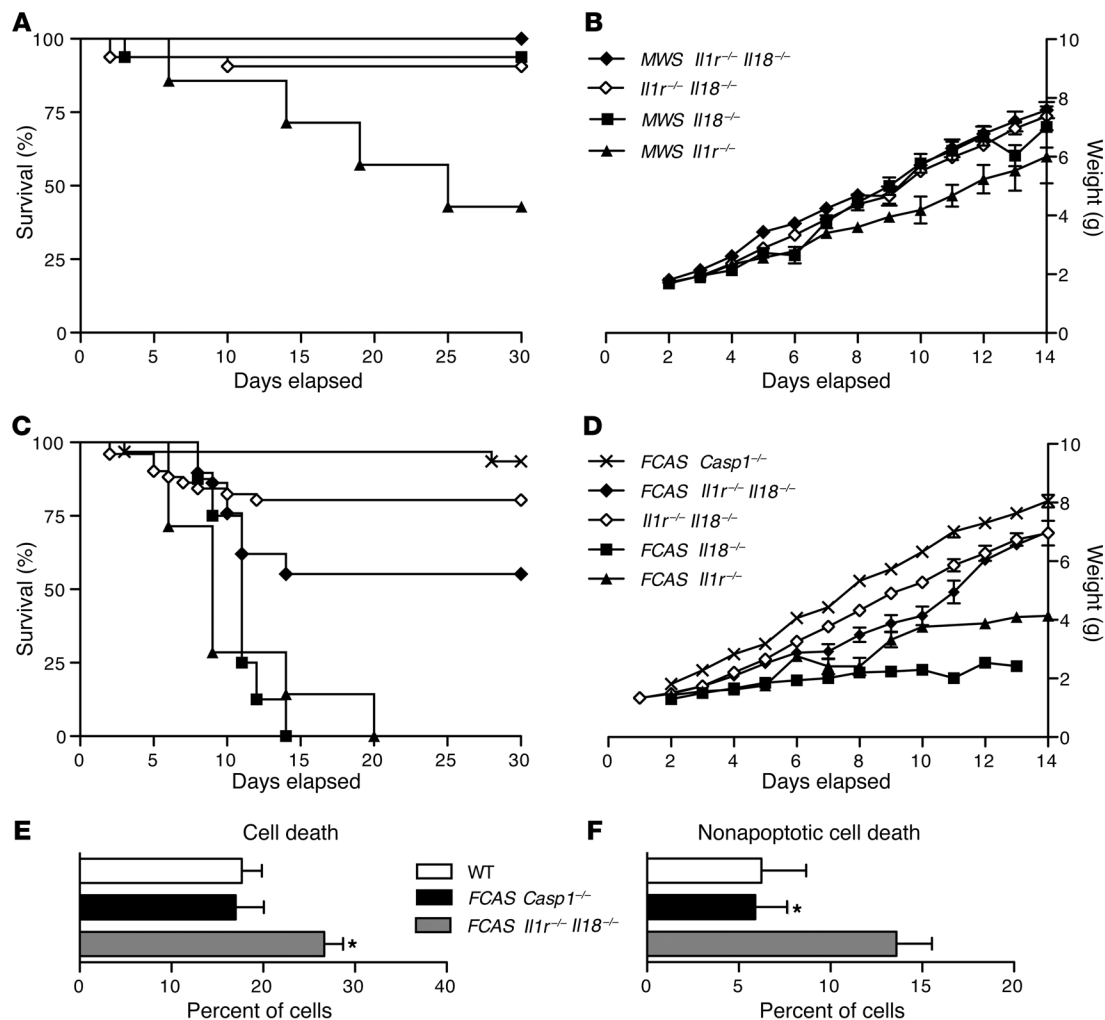 A
100
75
50
25
0
Survival (%)
0 5 10 15 20 25 30
Days elapsed
B
MWS Il1r–/– Il18–/–
Il1r–/– Il18–/–
MWS Il18–/–
MWS Il1r–/–
10
8
6
4
2
0
Weight (g)
0 2 4 6 8 10 12 14
Days elapsed
C
100
75
50
25
0
Survival (%)
0 5 10 15 20 25 30
Days elapsed
D
FCAS Casp1–/–
FCAS Il1r–/– Il18–/–
Il1r–/– Il18–/–
FCAS Il18–/–
FCAS Il1r–/–
10
8
6
4
2
0
Weight (g)
0 2 4 6 8 10 12 14
Days elapsed
E
Cell death
*
0 10 20 30 40
Percent of cells
WT
FCAS Casp1–/–
FCAS Il1r–/– Il18–/–
F
Nonapoptotic cell death
*
0 5 10 15 20
Percent of cells